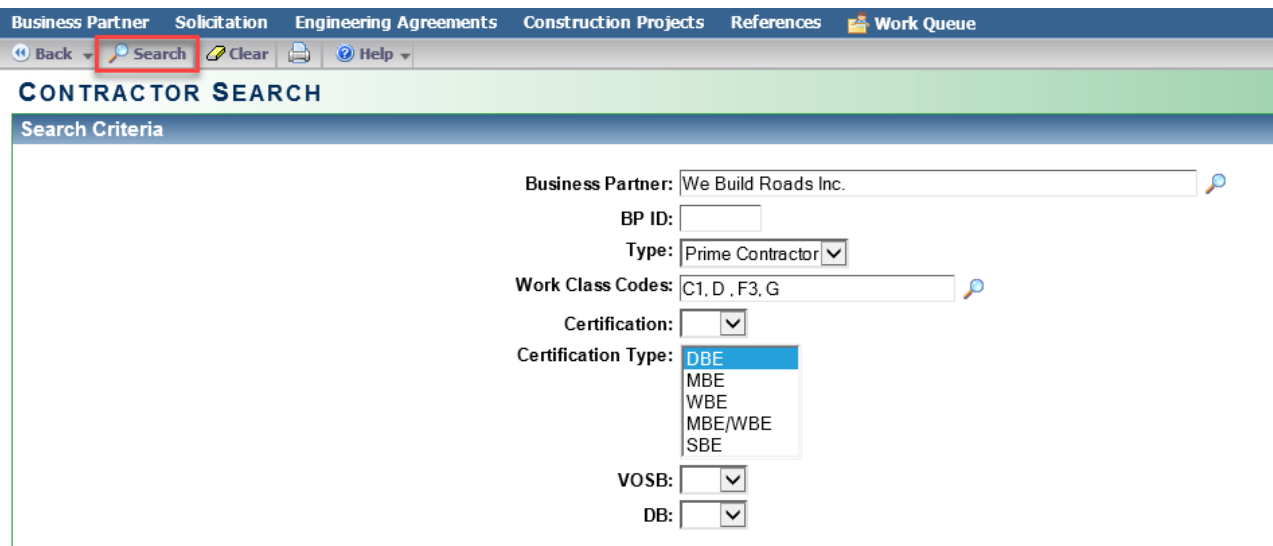 Business Partner Solicitation Engineering Agreements Construction Projects References Work Queue
Back Search Clear Help
CONTRACTOR SEARCH
Search Criteria
Business Partner: We Build Roads Inc.
BP ID:
Type: Prime Contractor
Work Class Codes: C1, D , F3, G
Certification:
Certification Type: DBE
MBE
WBE
MBE/WBE
SBE
VOSB:
DB: